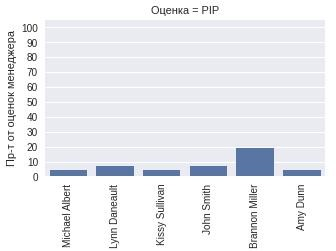 Оценка = PIP
Пр-т от оценок менеджера
100
90
80
70
60
50
40
30
20
10
0
Michael Albert
Lynn Daneault
Kissy Sullivan
John Smith
Brannon Miller
Amy Dunn